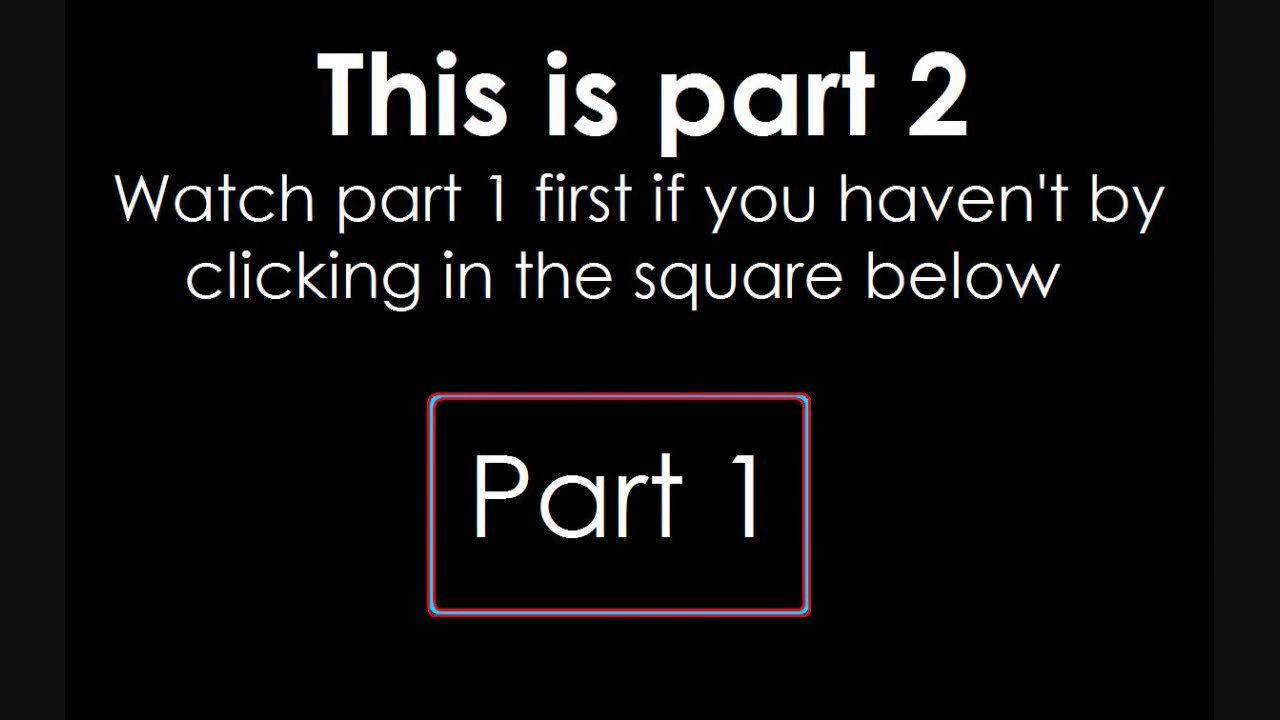 This is part 2
Watch part 1 first if you haven't by
clicking in the square below
Part 1